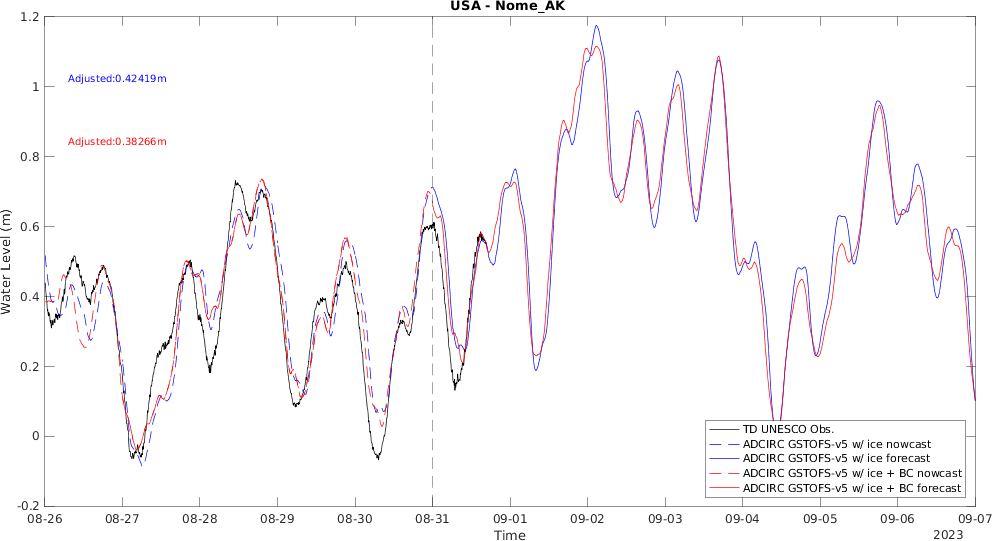 USA - Nome_AK
Water Level (m)
1.2
1
0.8
0.6
0.4
0.2
0
-0.2
Adjusted:0.42419m
Adjusted:0.38266m
TD UNESCO Obs.
ADCIRC GSTOFS-v5 w/ ice nowcast
ADCIRC GSTOFS-v5 w/ ice forecast
ADCIRC GSTOFS-v5 w/ ice + BC nowcast
ADCIRC GSTOFS-v5 w/ ice + BC forecast
08-26 08-27 08-28 08-29 08-30 08-31 09-01 09-02 09-03 09-04 09-05 09-06 09-07
Time
2023